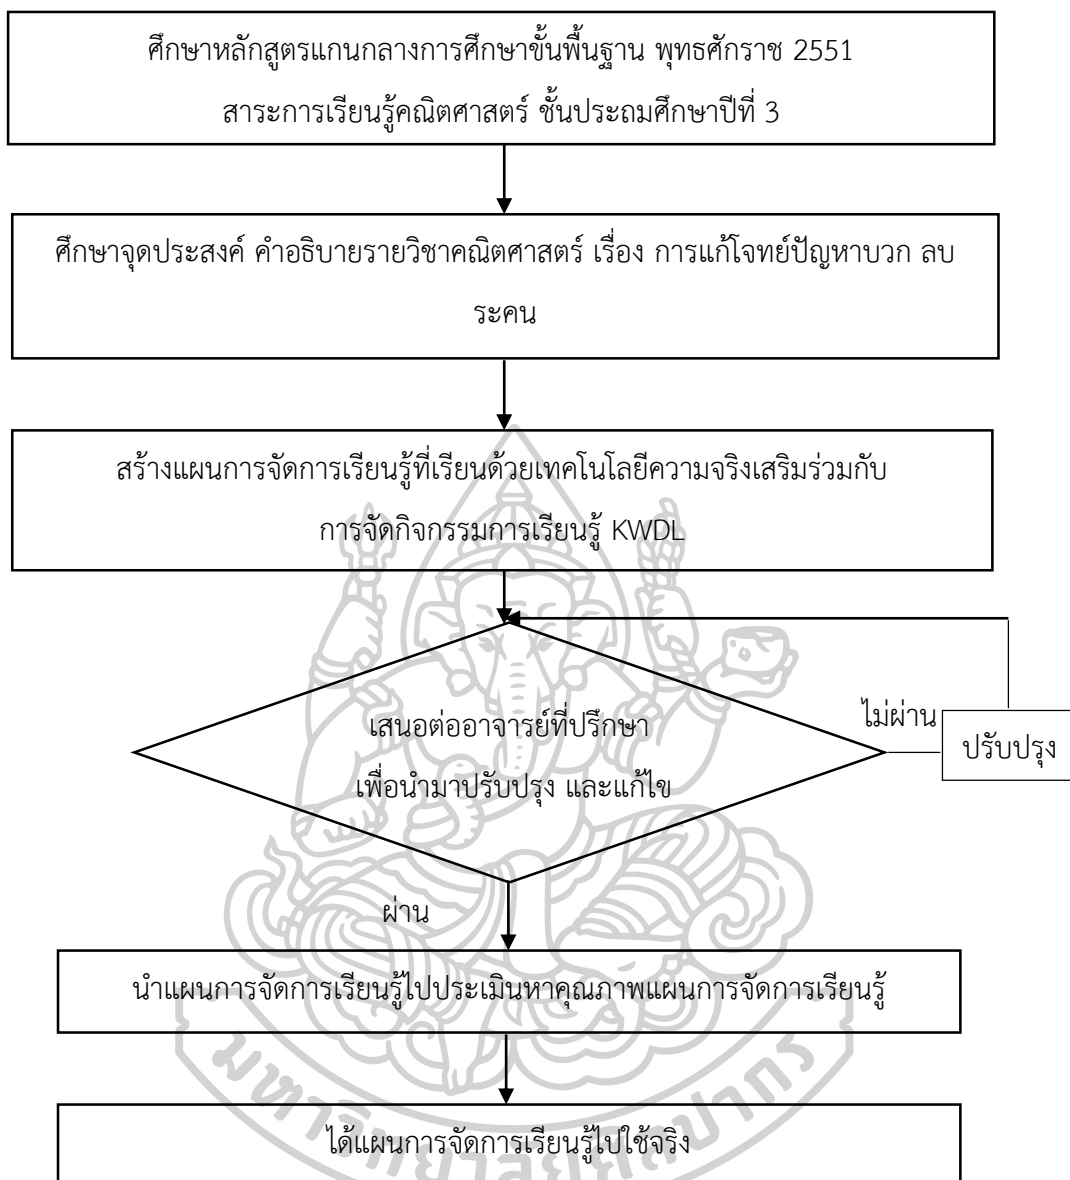 ศึกษาหลักสูตรแกนกลางการศึกษาขั้นพื้นฐาน พุทธศักราช 2551
สาระการเรียนรู้คณิตศาสตร์ ชั้นประถมศึกษาปีที่ 3
ศึกษาจุดประสงค์ คำอธิบายรายวิชาคณิตศาสตร์ เรื่อง การแก้โจทย์ปัญหาบวก ลบ
ระคน
สร้างแผนการจัดการเรียนรู้ที่เรียนด้วยเทคโนโลยีความจริงเสริมร่วมกับ
การจัดกิจกรรมการเรียนรู้ KWDL
เสนอต่ออาจารย์ที่ปรึกษา
เพื่อนำมาปรับปรุง และแก้ไข
ไม่ผ่าน
ปรับปรุง
ผ่าน
นำแผนการจัดการเรียนรู้ไปประเมินหาคุณภาพแผนการจัดการเรียนรู้
ได้แผนการจัดการเรียนรู้ไปใช้จริง
มหาวิทยาลัยศิลปากร